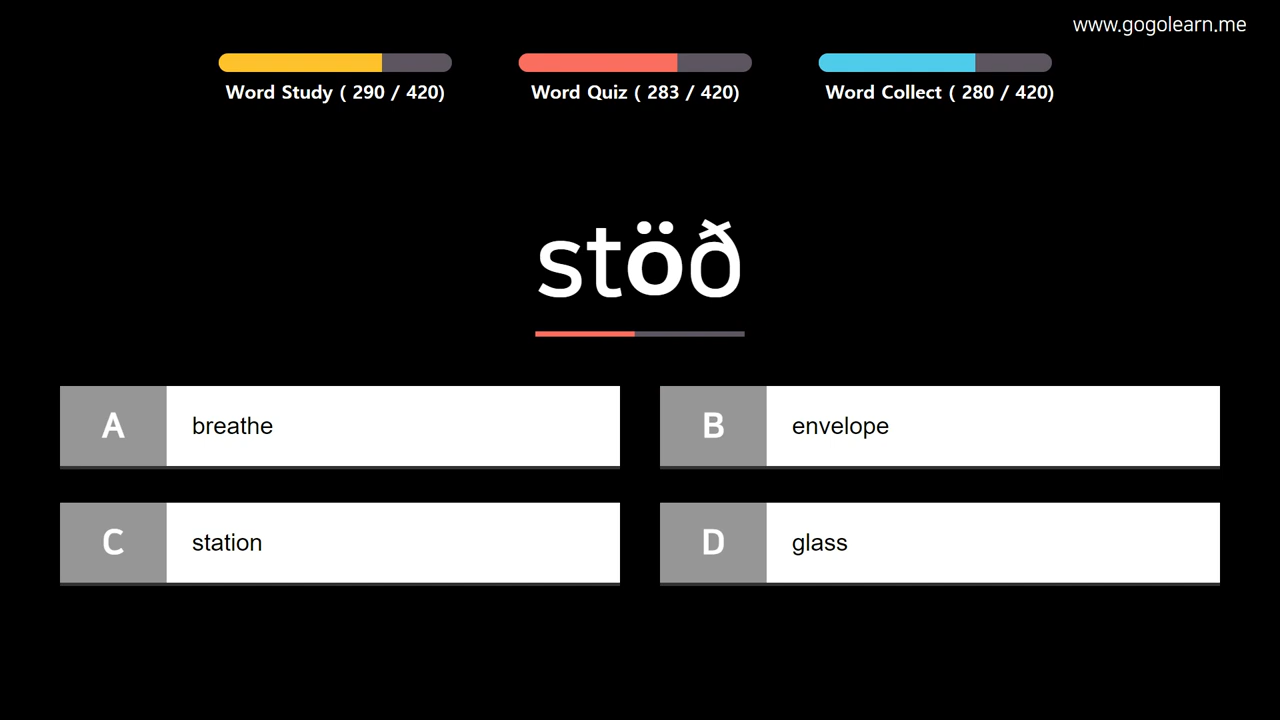 www.gogolearn.me
Word Study ( 290 / 420)
Word Quiz ( 283 / 420)
Word Collect ( 280 / 420)
stöð
A breathe
B envelope
C station
D glass